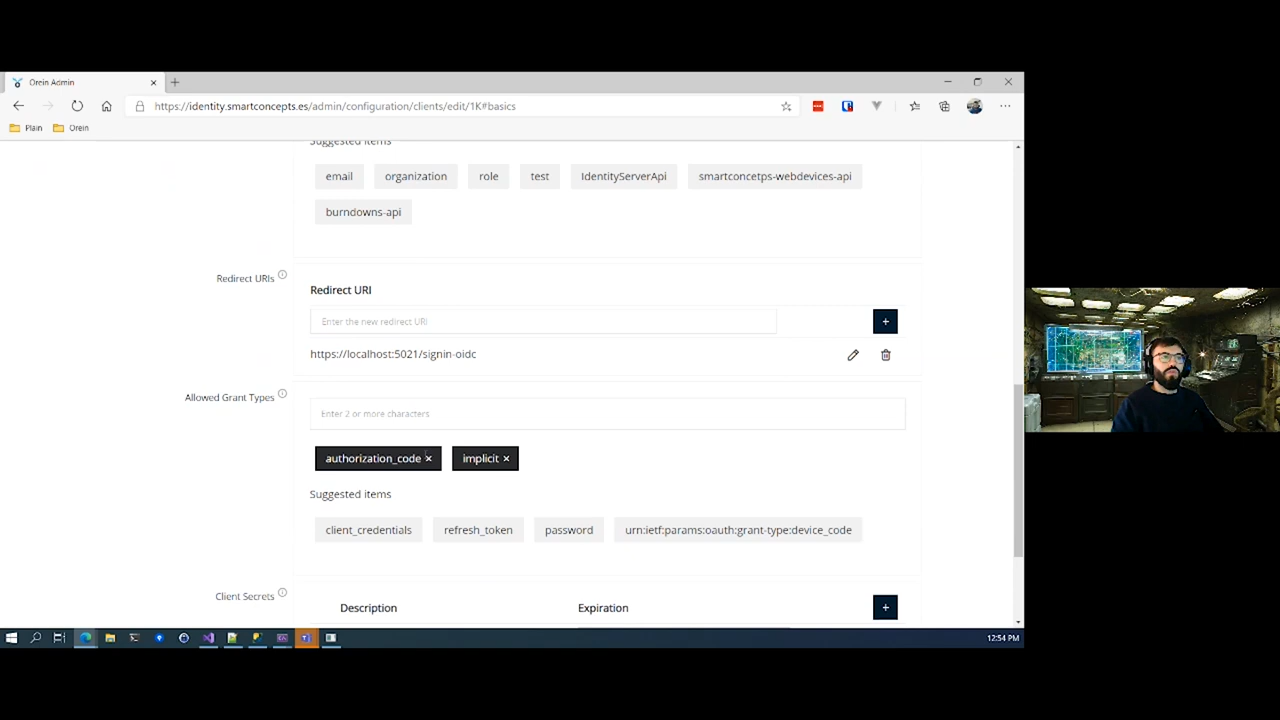 Orein Admin
https://identity.smartconcepts.es/admin/configuration/clients/edit/1K#basics
Plain Orein
Suggested items
email organization role test IdentityServerApi smartconcetps-webdevices-api
burndowns-api
Redirect URIs
Redirect URI
Enter the new redirect URI
https://localhost:5021/signin-oidc
Allowed Grant Types
Enter 2 or more characters
authorization_code × implicit ×
Suggested items
client_credentials refresh_token password urn:ietf:params:oauth:grant-type:device_code
Client Secrets
Description Expiration
12:54 PM